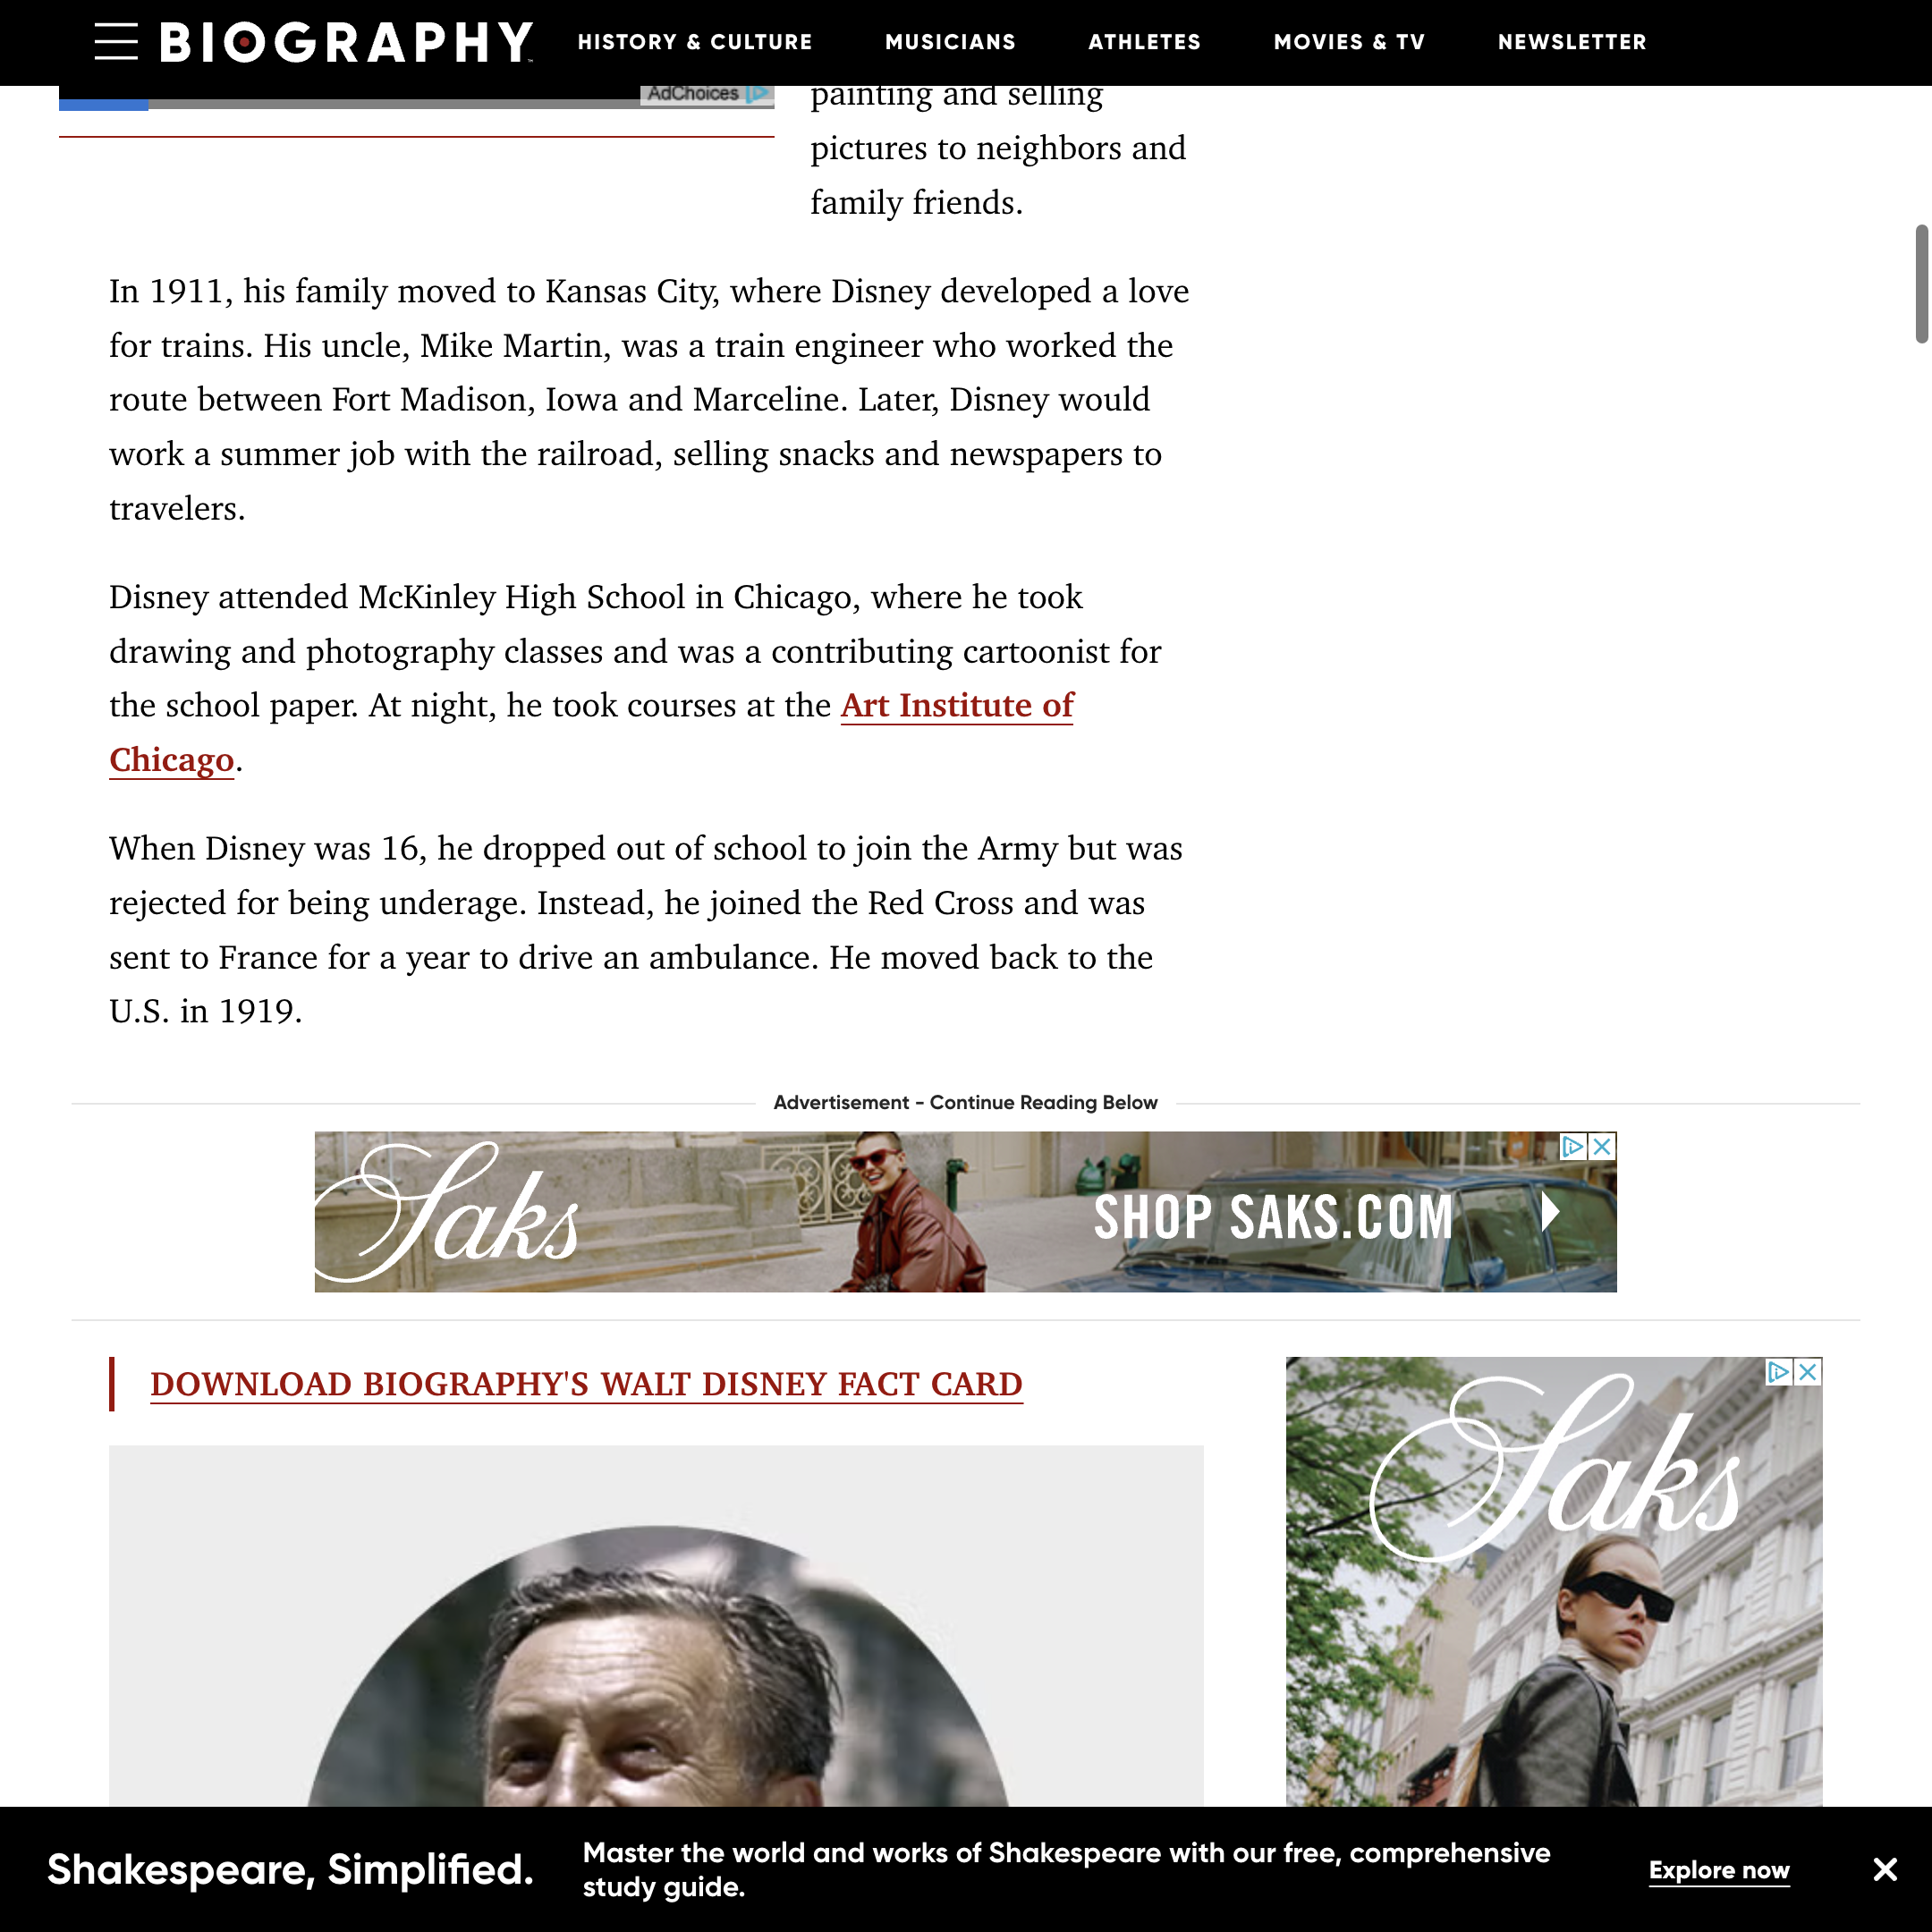 BIOGRAPHY
HISTORY & CULTURE
MUSICIANS
ATHLETES
MOVIES & TV
NEWSLETTER
AdChoices
painting and selling
pictures to neighbors and
family friends.
In 1911, his family moved to Kansas City, where Disney developed a love
for trains. His uncle, Mike Martin, was a train engineer who worked the
route between Fort Madison, Iowa and Marceline. Later, Disney would
work a summer job with the railroad, selling snacks and newspapers to
travelers.
Disney attended McKinley High School in Chicago, where he took
drawing and photography classes and was a contributing cartoonist for
the school paper. At night, he took courses at the Art Institute of
Chicago.
When Disney was 16, he dropped out of school to join the Army but was
rejected for being underage. Instead, he joined the Red Cross and was
sent to France for a year to drive an ambulance. He moved back to the
U.S. in 1919.
Advertisement - Continue Reading Below
Saks
SHOP SAKS.COM
DOWNLOAD BIOGRAPHY'S WALT DISNEY FACT CARD
Saks
Shakespeare, Simplified.
Master the world and works of Shakespeare with our free, comprehensive
study guide.
Explore now